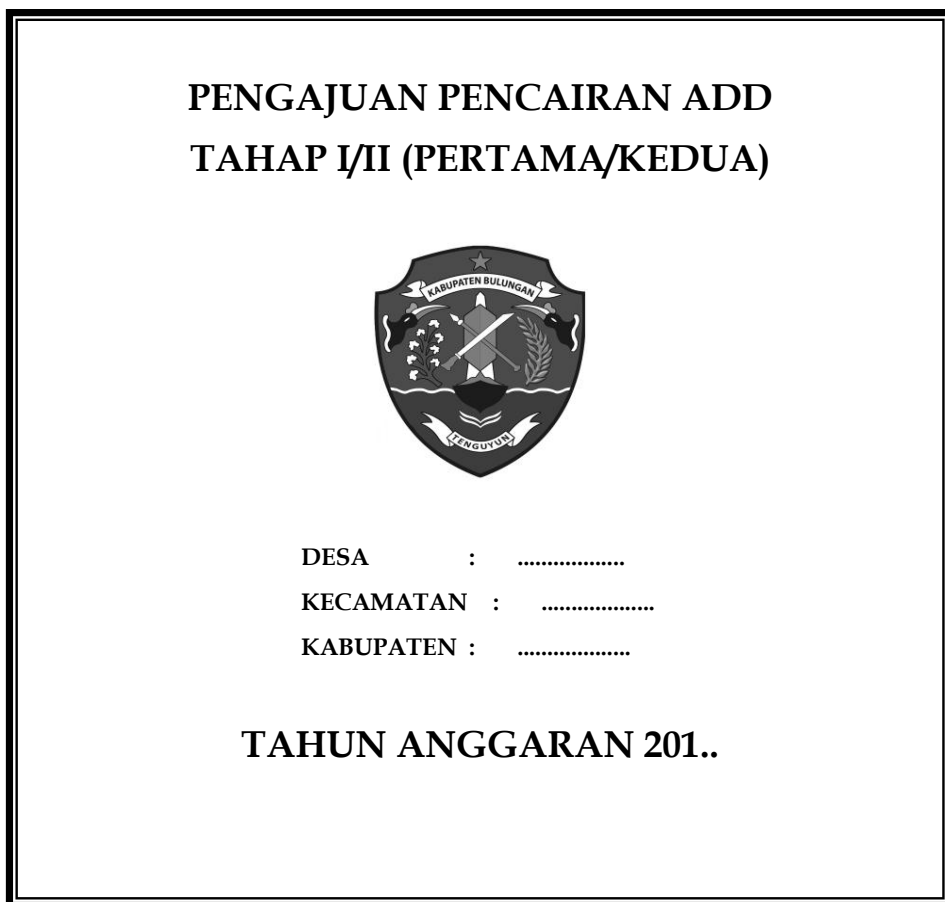 PENGAJUAN PENCAIRAN ADD
TAHAP I/II (PERTAMA/KEDUA)
KABUPATEN BULUNGAN
TENGUYUN
DESA : ..................
KECAMATAN : ...................
KABUPATEN : ...................
TAHUN ANGGARAN 201..